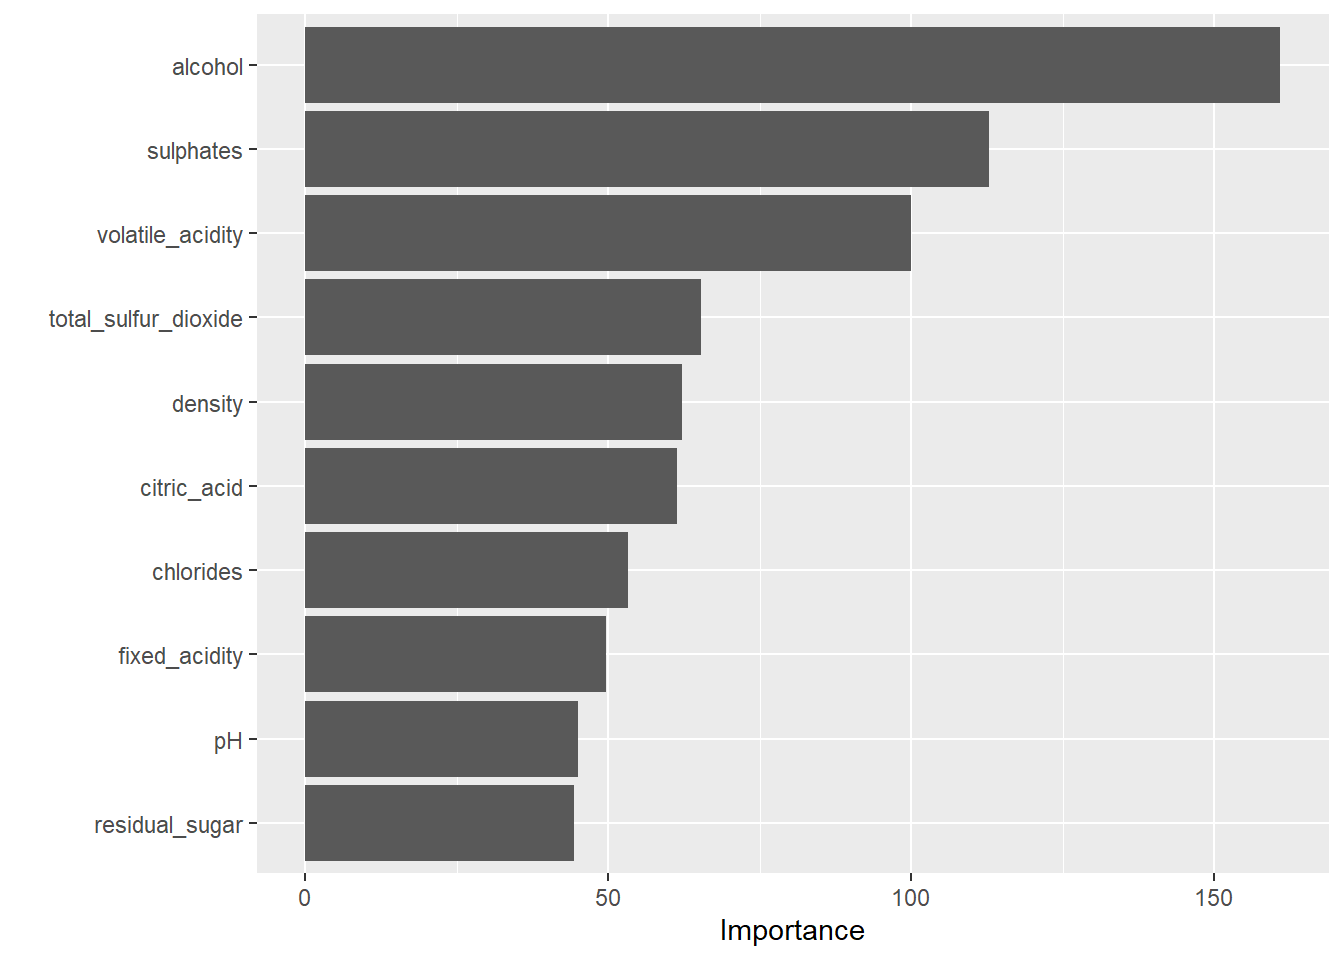 alcohol
sulphates
volatile_acidity
total_sulfur_dioxide
density
citric_acid
chlorides
fixed_acidity
pH
residual_sugar
0 50 100 150
Importance